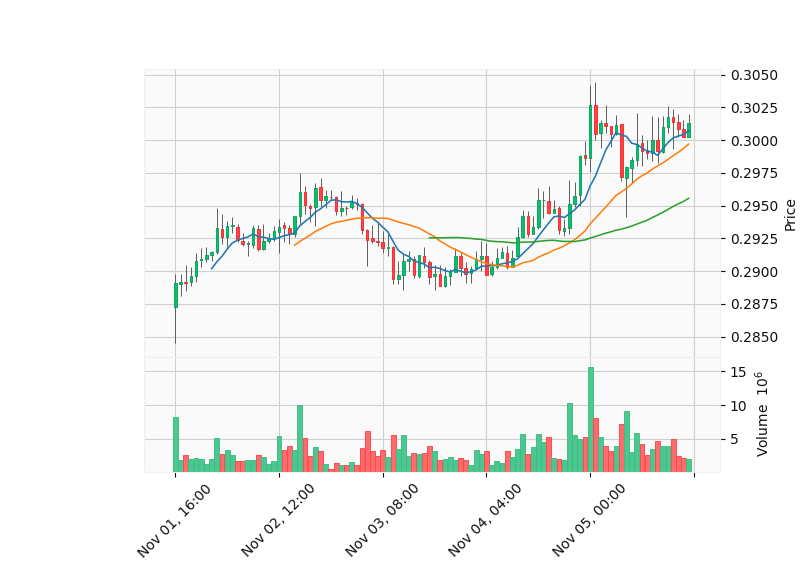 0.3050
0.3025
0.3000
0.2975
0.2950
0.2925
0.2900
0.2875
0.2850
Price
15
10
5
Volume 10^6
Nov 01, 16:00
Nov 02, 12:00
Nov 03, 08:00
Nov 04, 04:00
Nov 05, 00:00